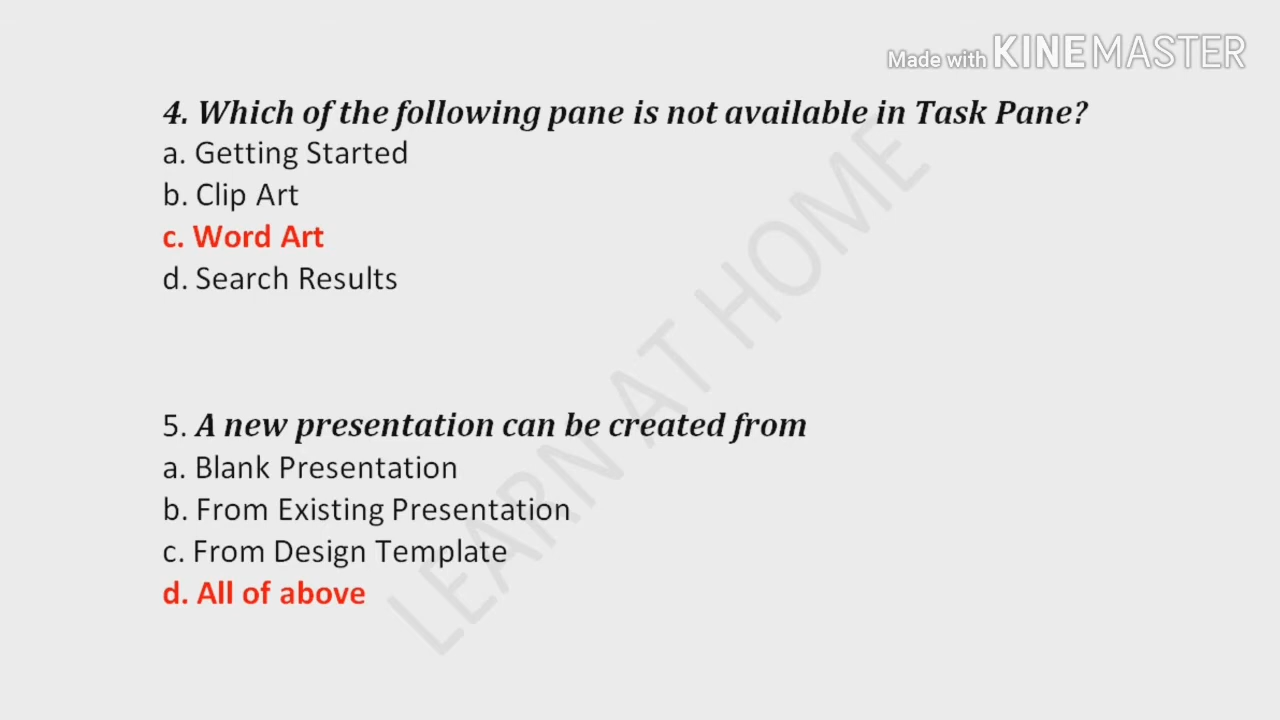 Made with KINEMASTER
4. Which of the following pane is not available in Task Pane?
a. Getting Started
b. Clip Art
c. Word Art
d. Search Results
5. A new presentation can be created from
a. Blank Presentation
b. From Existing Presentation
c. From Design Template
d. All of above
LEARN AT HOME